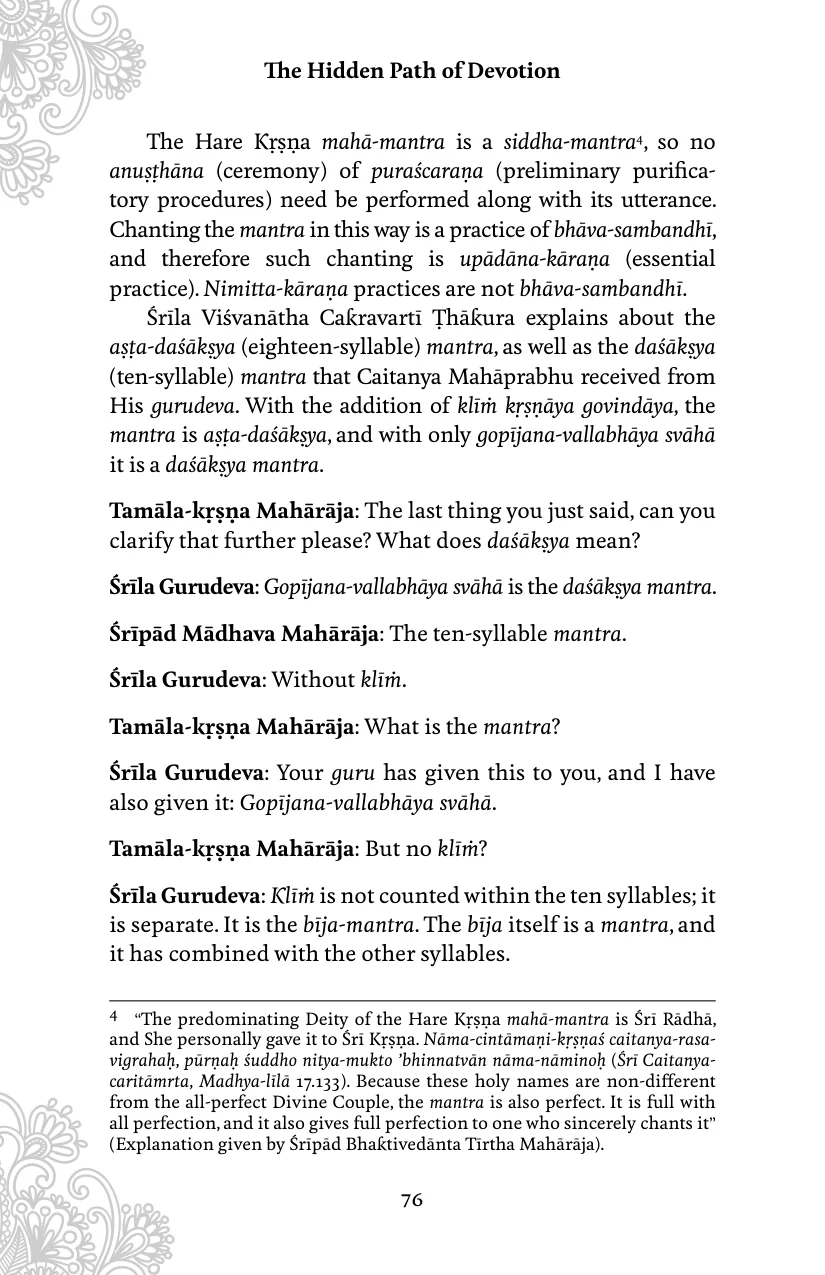 The Hidden Path of Devotion
The Hare Kṛṣṇa mahā-mantra is a siddha-mantra⁴, so no
anuṣṭhāna (ceremony) of puraścaraṇa (preliminary purifica-
tory procedures) need be performed along with its utterance.
Chanting the mantra in this way is a practice of bhāva-sambandhī,
and therefore such chanting is upādāna-kāraṇa (essential
practice). Nimitta-kāraṇa practices are not bhāva-sambandhī.
Śrīla Viśvanātha Cakravartī Ṭhākura explains about the
aṣṭa-daśākṣya (eighteen-syllable) mantra, as well as the daśākṣya
(ten-syllable) mantra that Caitanya Mahāprabhu received from
His gurudeva. With the addition of klīṁ kṛṣṇāya govindāya, the
mantra is aṣṭa-daśākṣya, and with only gopījana-vallabhāya svāhā
it is a daśākṣya mantra.
Tamāla-kṛṣṇa Mahārāja: The last thing you just said, can you
clarify that further please? What does daśākṣya mean?
Śrīla Gurudeva: Gopījana-vallabhāya svāhā is the daśākṣya mantra.
Śrīpād Mādhava Mahārāja: The ten-syllable mantra.
Śrīla Gurudeva: Without klīṁ.
Tamāla-kṛṣṇa Mahārāja: What is the mantra?
Śrīla Gurudeva: Your guru has given this to you, and I have
also given it: Gopījana-vallabhāya svāhā.
Tamāla-kṛṣṇa Mahārāja: But no klīṁ?
Śrīla Gurudeva: Klīṁ is not counted within the ten syllables; it
is separate. It is the bīja-mantra. The bīja itself is a mantra, and
it has combined with the other syllables.
4 “The predominating Deity of the Hare Kṛṣṇa mahā-mantra is Śrī Rādhā,
and She personally gave it to Śrī Kṛṣṇa. Nāma-cintāmaṇi-kṛṣṇaś caitanya-rasa-
vigrahaḥ, pūrṇaḥ śuddho nitya-mukto ’bhinnatvān nāma-nāminoḥ (Śrī Caitanya-
caritāmṛta, Madhya-līlā 17.133). Because these holy names are non-different
from the all-perfect Divine Couple, the mantra is also perfect. It is full with
all perfection, and it also gives full perfection to one who sincerely chants it”
(Explanation given by Śrīpād Bhaktivedānta Tīrtha Mahārāja).
76